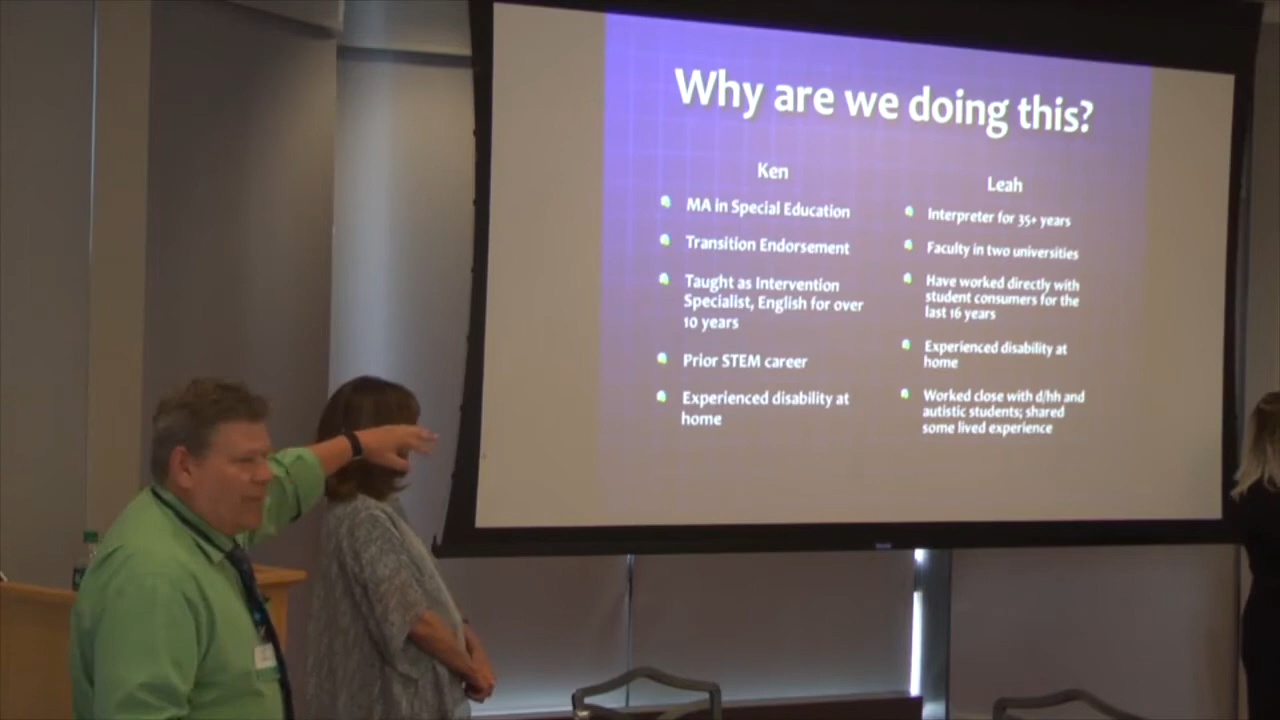 Why are we doing this?
Ken
MA in Special Education
Transition Endorsement
Taught as Intervention
Specialist, English for over
10 years
Prior STEM career
Experienced disability at
home
Leah
Interpreter for 35+ years
Faculty in two universities
Have worked directly with
student consumers for the
last 16 years
Experienced disability at
home
Worked close with d/hh and
autistic students; shared
some lived experience